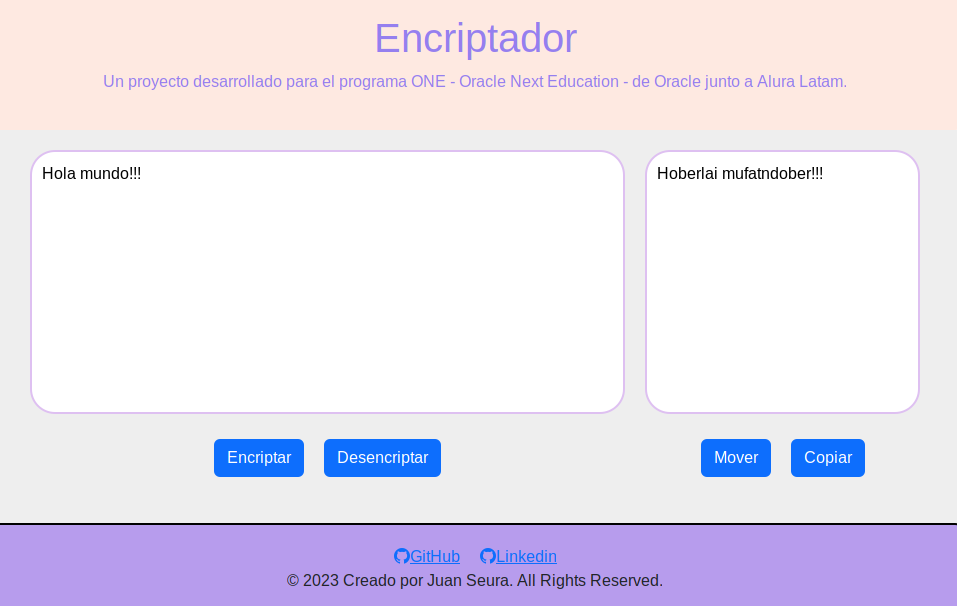 Encriptador
Un proyecto desarrollado para el programa ONE - Oracle Next Education - de Oracle junto a Alura Latam.
Hola mundo!!!
Hoberlai mufatndober!!!
Encriptar
Desencriptar
Mover
Copiar
GitHub
Linkedin
© 2023 Creado por Juan Seura. All Rights Reserved.